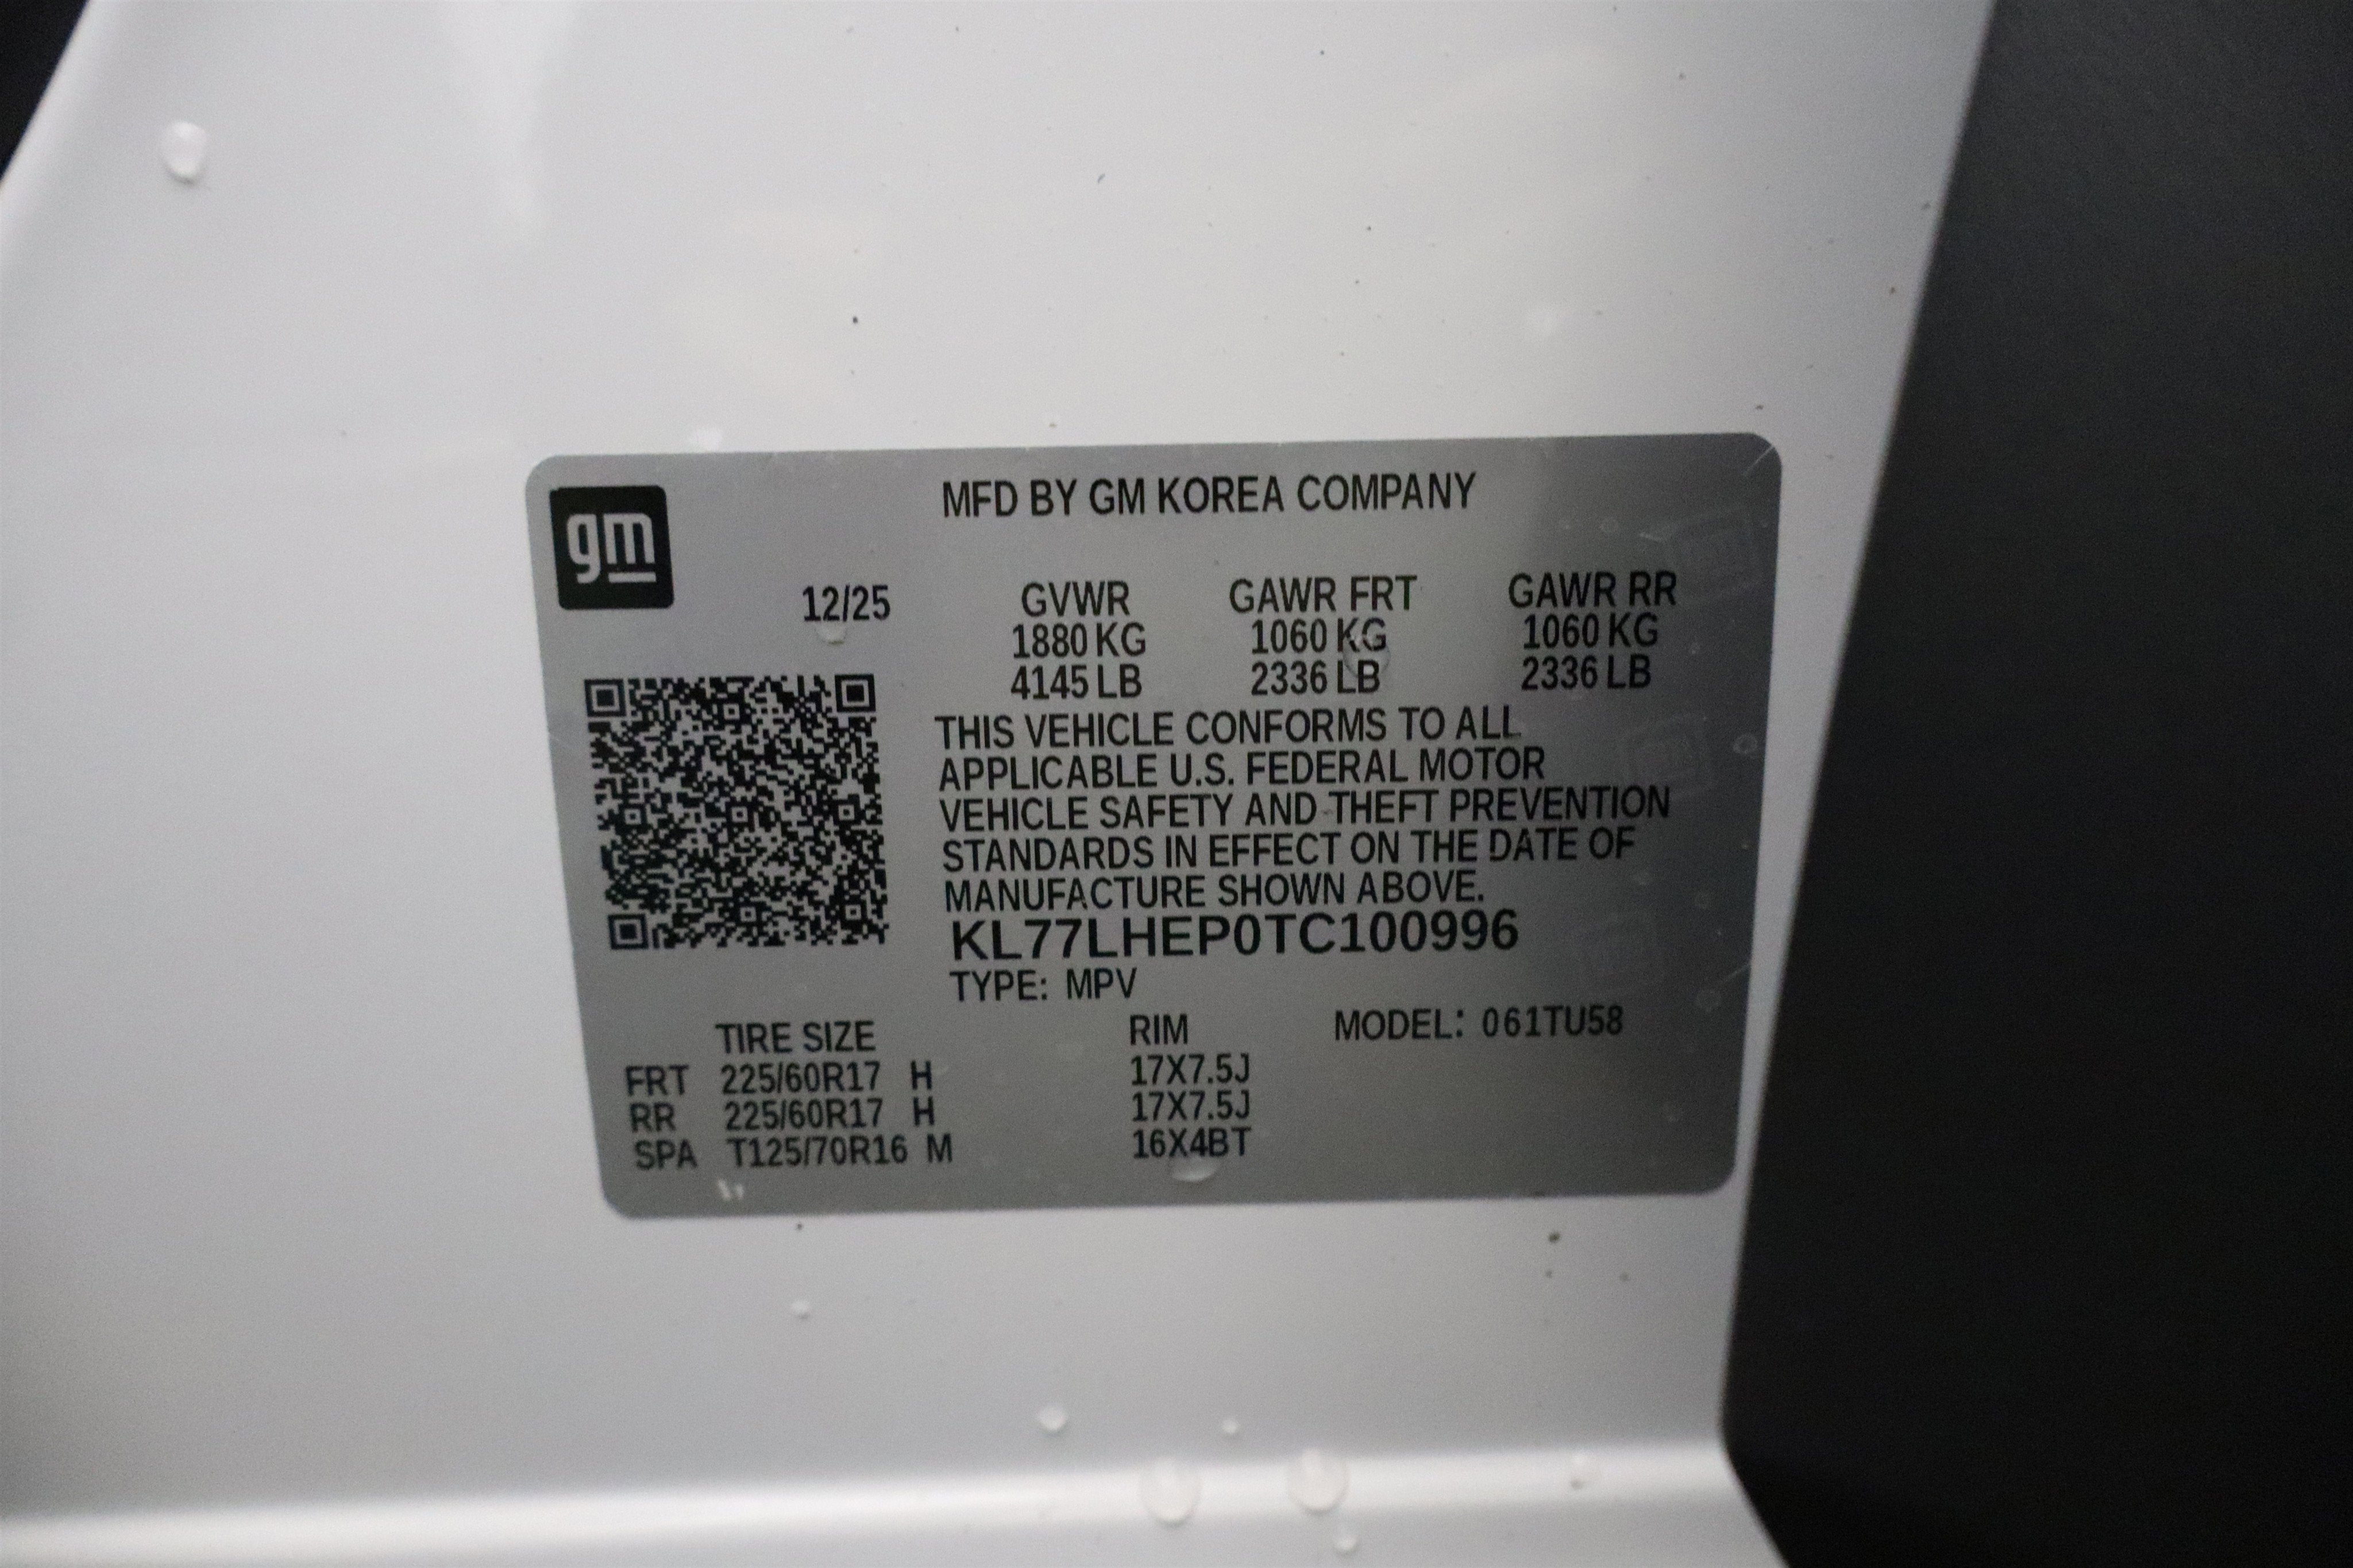 gm
MFD BY GM KOREA COMPANY
12/25 GVWR GAWR FRT GAWR RR
1880 KG 1060 KG 1060 KG
4145 LB 2336 LB 2336 LB
THIS VEHICLE CONFORMS TO ALL
APPLICABLE U.S. FEDERAL MOTOR
VEHICLE SAFETY AND THEFT PREVENTION
STANDARDS IN EFFECT ON THE DATE OF
MANUFACTURE SHOWN ABOVE.
KL77LHEP0TC100996
TYPE: MPV
TIRE SIZE RIM MODEL: 061TU58
FRT 225/60R17 H 17X7.5J
RR 225/60R17 H 17X7.5J
SPA T125/70R16 M 16X4BT